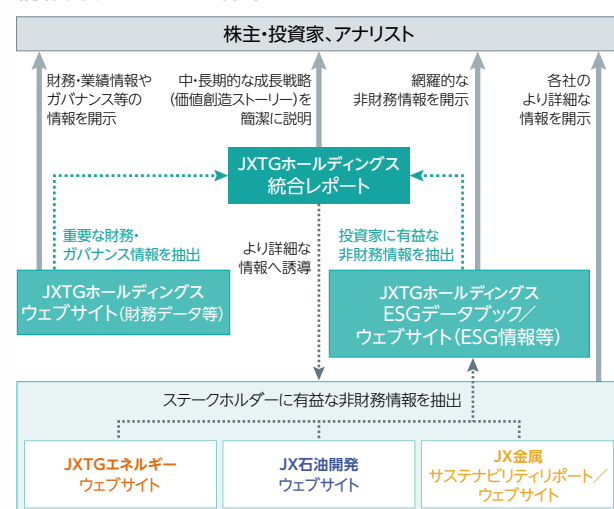 株主・投資家、アナリスト
財務・業績情報や
ガバナンス等の
情報を開示
中・長期的な成長戦略
(価値創造ストーリー)を
簡潔に説明
網羅的な
非財務情報を開示
各社の
より詳細な
情報を開示
JXTGホールディングス
統合レポート
重要な財務・
ガバナンス情報を抽出
より詳細な
情報へ誘導
投資家に有益な
非財務情報を抽出
JXTGホールディングス
ウェブサイト(財務データ等)
JXTGホールディングス
ESGデータブック／
ウェブサイト(ESG情報等)
ステークホルダーに有益な非財務情報を抽出
JXTGエネルギー
ウェブサイト
JX石油開発
ウェブサイト
JX金属
サステナビリティリポート／
ウェブサイト